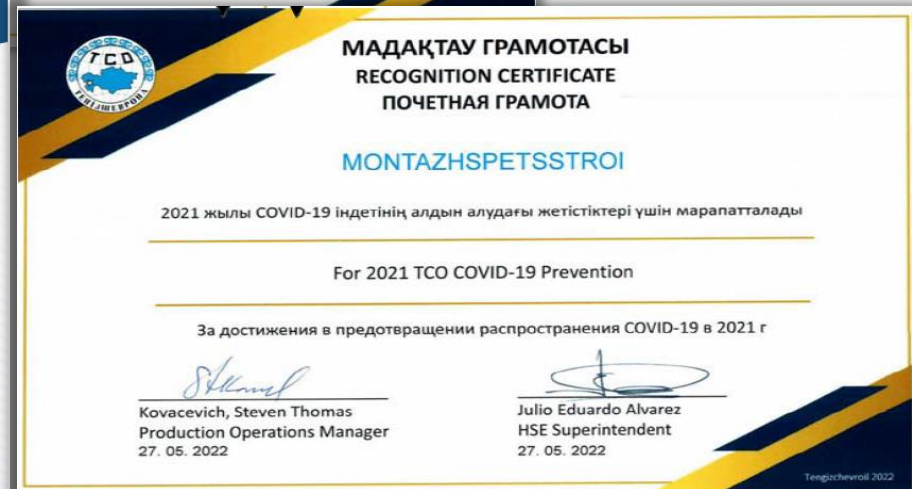 ТСО
ТЕҢІЗШЕВРОЙЛ
МАДАҚТАУ ГРАМОТАСЫ
RECOGNITION CERTIFICATE
ПОЧЕТНАЯ ГРАМОТА
MONTAZHSPETSSTROI
2021 жылы COVID-19 індетінің алдын алудағы жетістіктері үшін марапатталады
For 2021 TCO COVID-19 Prevention
За достижения в предотвращении распространения COVID-19 в 2021 г
Kovacevich, Steven Thomas
Production Operations Manager
27. 05. 2022
Julio Eduardo Alvarez
HSE Superintendent
27. 05. 2022
Tengizchevroil 2022